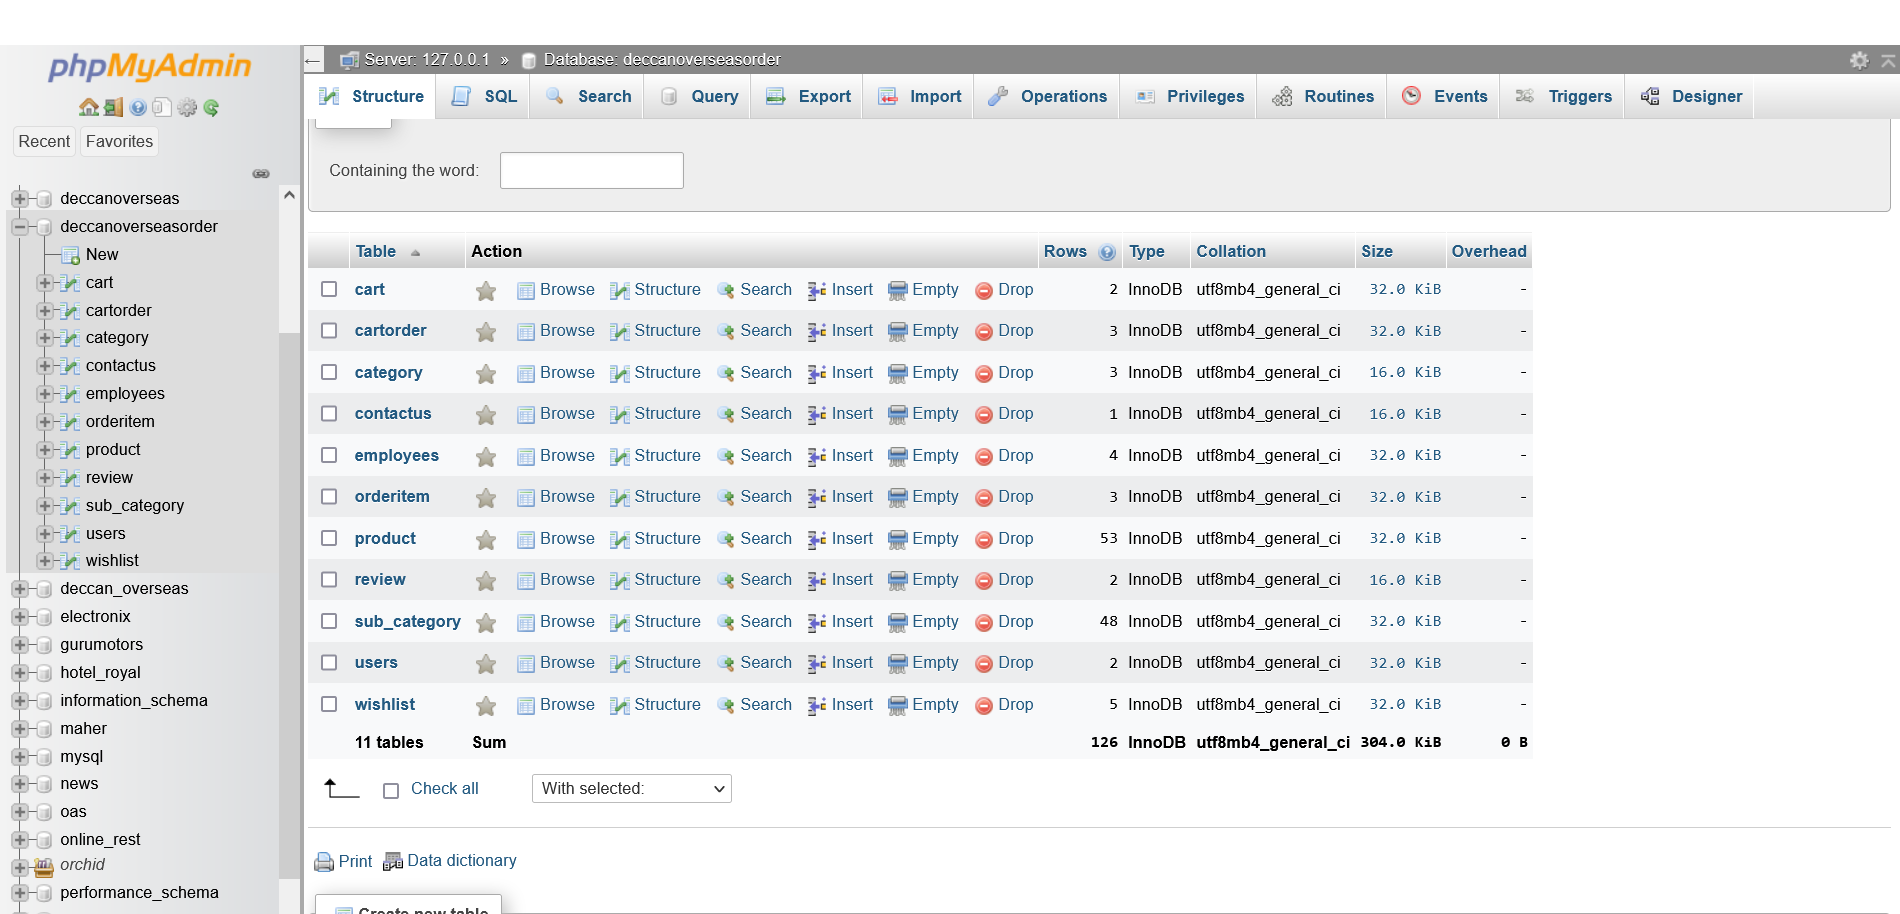 phpMyAdmin
Recent Favorites
deccanoverseas
deccanoverseasorder
New
cart
cartorder
category
contactus
employees
orderitem
product
review
sub_category
users
wishlist
deccan_overseas
electronix
gurumotors
hotel_royal
information_schema
maher
mysql
news
oas
online_rest
orchid
performance_schema
← Server: 127.0.0.1 » Database: deccanoverseasorder
Structure SQL Search Query Export Import Operations Privileges Routines Events Triggers Designer
Containing the word:
Table Action Rows Type Collation Size Overhead
cart Browse Structure Search Insert Empty Drop 2 InnoDB utf8mb4_general_ci 32.0 KiB -
cartorder Browse Structure Search Insert Empty Drop 3 InnoDB utf8mb4_general_ci 32.0 KiB -
category Browse Structure Search Insert Empty Drop 3 InnoDB utf8mb4_general_ci 16.0 KiB -
contactus Browse Structure Search Insert Empty Drop 1 InnoDB utf8mb4_general_ci 16.0 KiB -
employees Browse Structure Search Insert Empty Drop 4 InnoDB utf8mb4_general_ci 32.0 KiB -
orderitem Browse Structure Search Insert Empty Drop 3 InnoDB utf8mb4_general_ci 32.0 KiB -
product Browse Structure Search Insert Empty Drop 53 InnoDB utf8mb4_general_ci 32.0 KiB -
review Browse Structure Search Insert Empty Drop 2 InnoDB utf8mb4_general_ci 16.0 KiB -
sub_category Browse Structure Search Insert Empty Drop 48 InnoDB utf8mb4_general_ci 32.0 KiB -
users Browse Structure Search Insert Empty Drop 2 InnoDB utf8mb4_general_ci 32.0 KiB -
wishlist Browse Structure Search Insert Empty Drop 5 InnoDB utf8mb4_general_ci 32.0 KiB -
11 tables Sum 126 InnoDB utf8mb4_general_ci 304.0 KiB 0 B
Check all With selected:
Print Data dictionary
Create new table